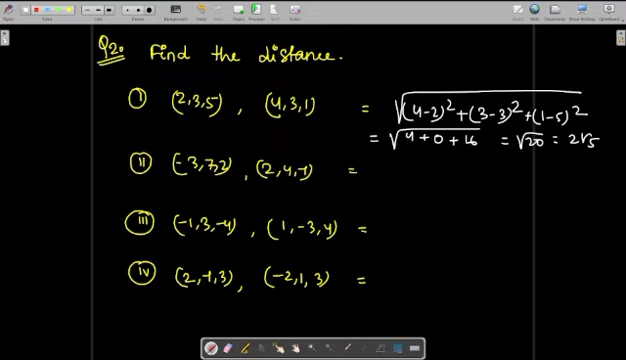 Q2. Find the distance.
(i) (2,3,5) , (4,3,1) = √((4-2)²+(3-3)²+(1-5)²)
= √(4+0+16) = √20 = 2√5
(ii) (-3,7,2) , (2,4,-1) =
(iii) (-1,3,-4) , (1,-3,4) =
(iv) (2,-1,3) , (-2,1,3) =